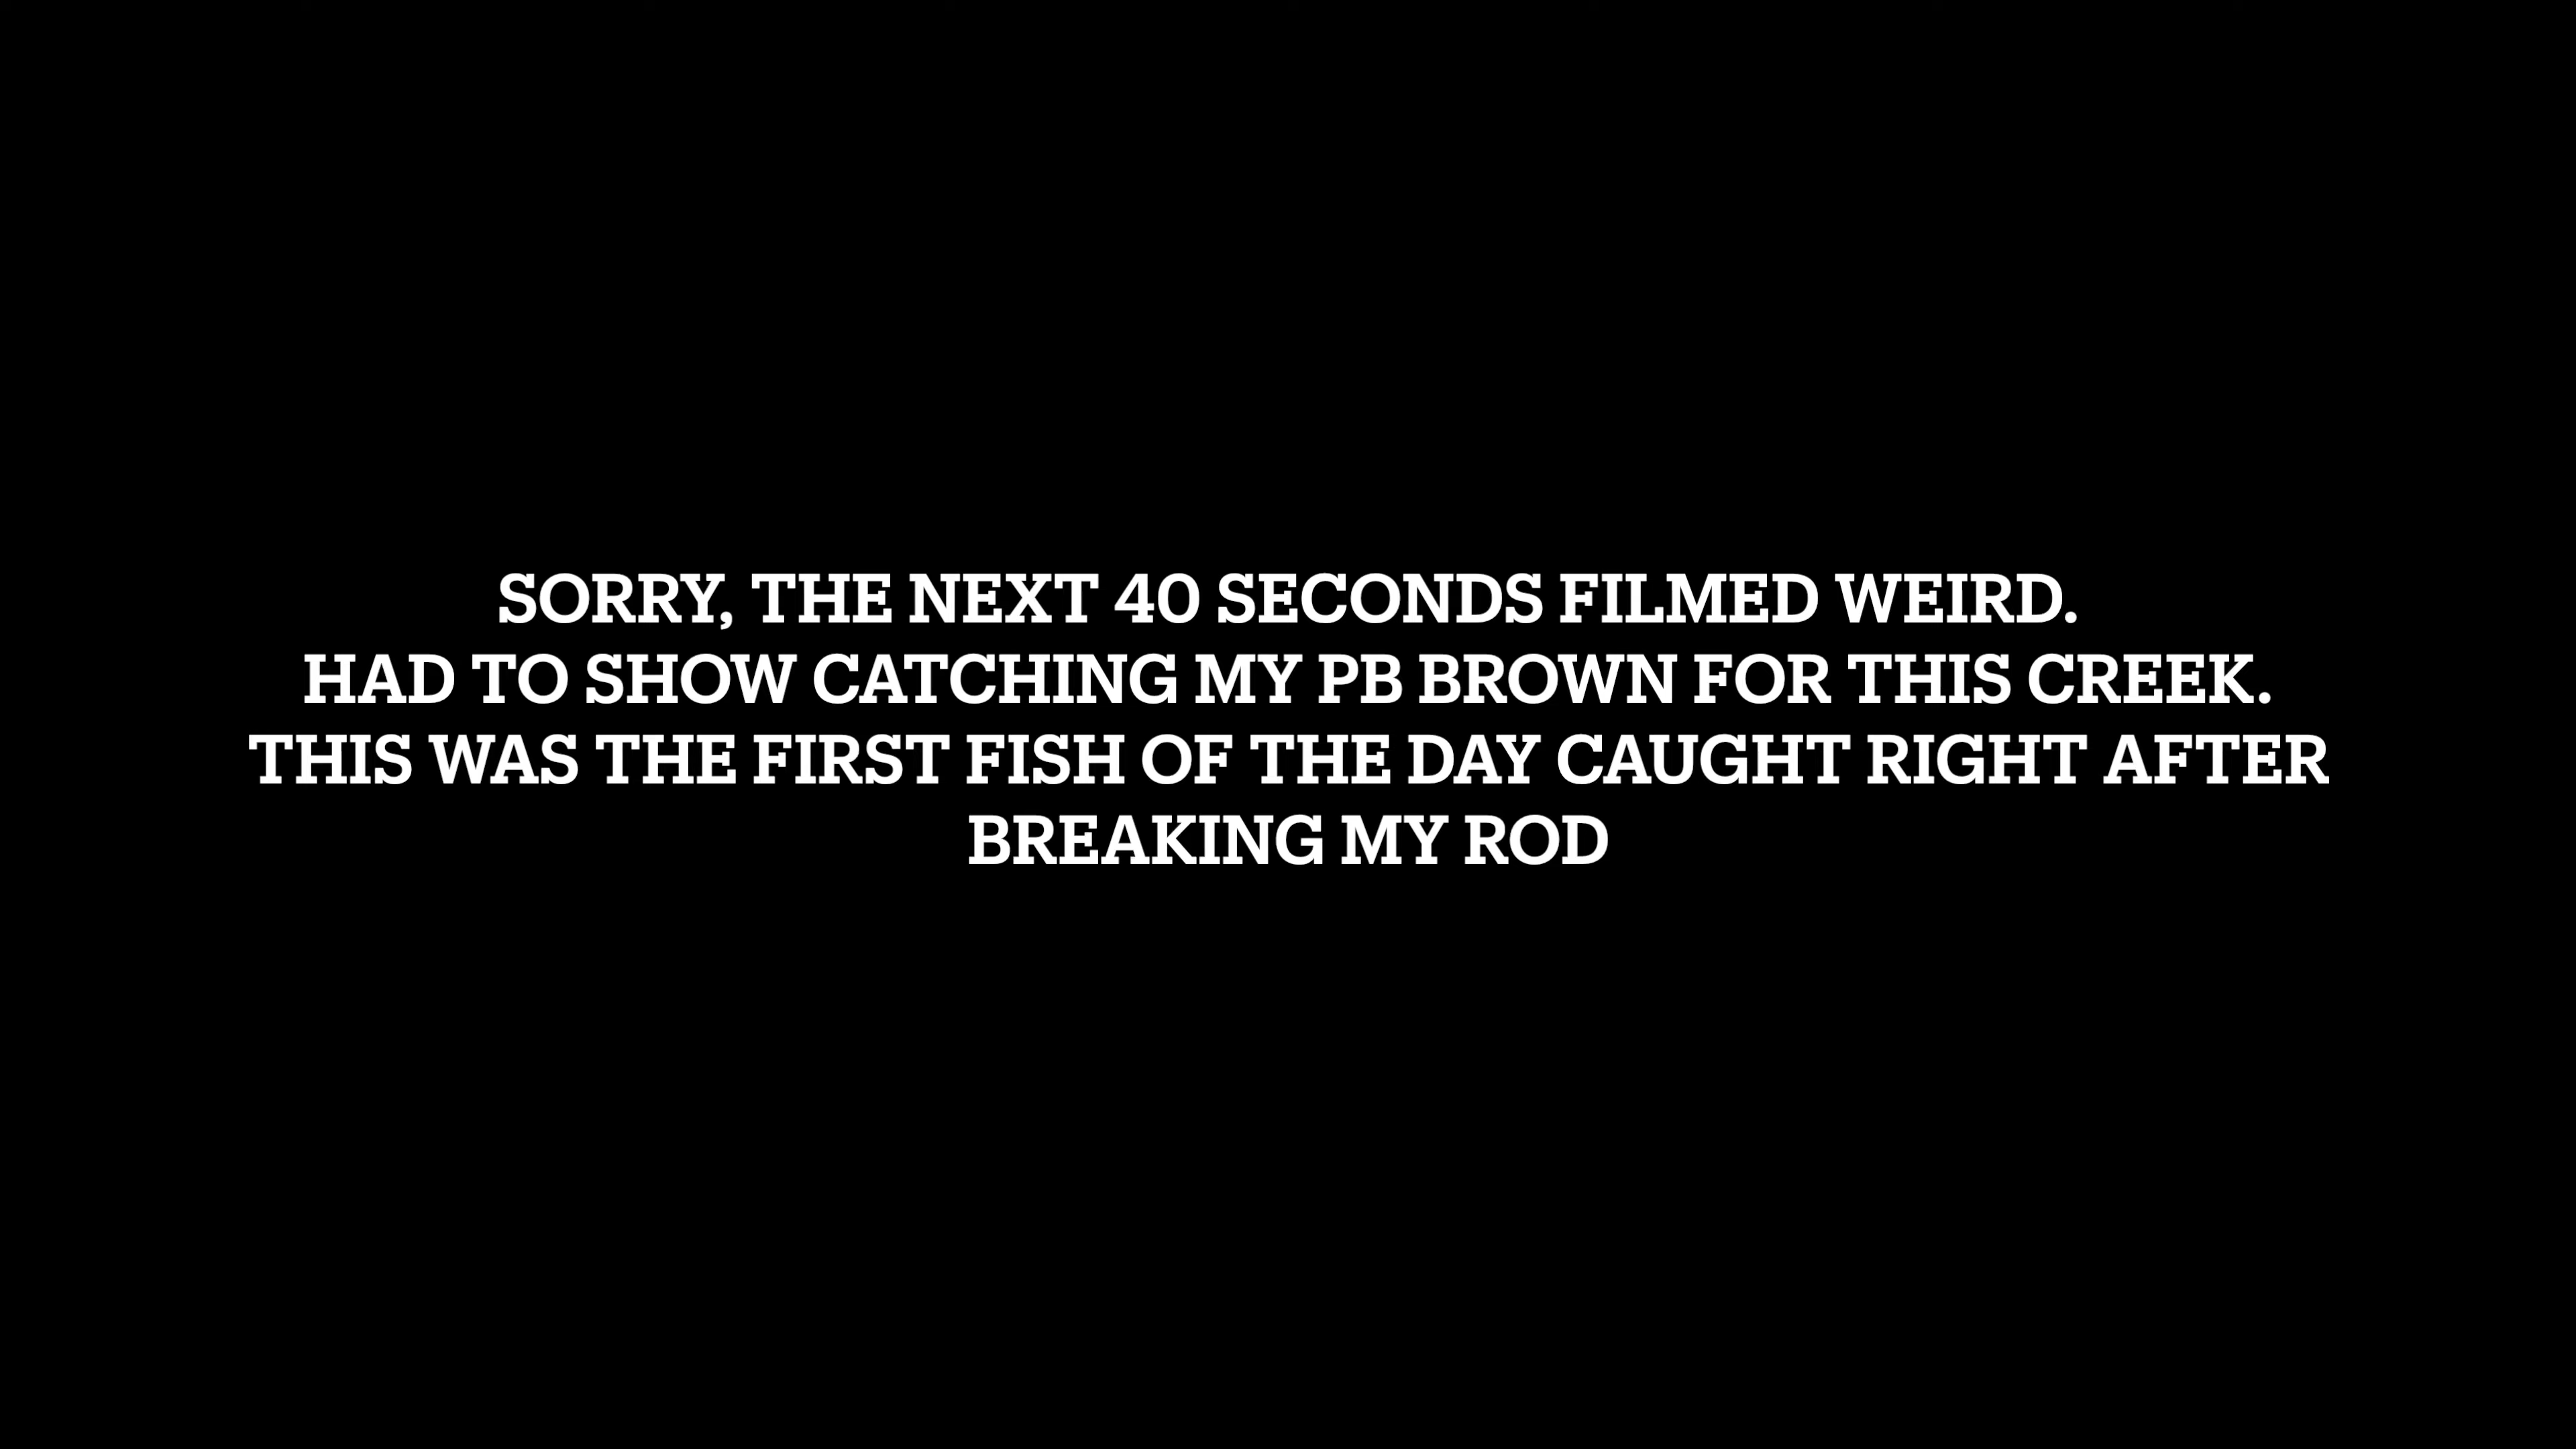 SORRY, THE NEXT 40 SECONDS FILMED WEIRD.
HAD TO SHOW CATCHING MY PB BROWN FOR THIS CREEK.
THIS WAS THE FIRST FISH OF THE DAY CAUGHT RIGHT AFTER
BREAKING MY ROD